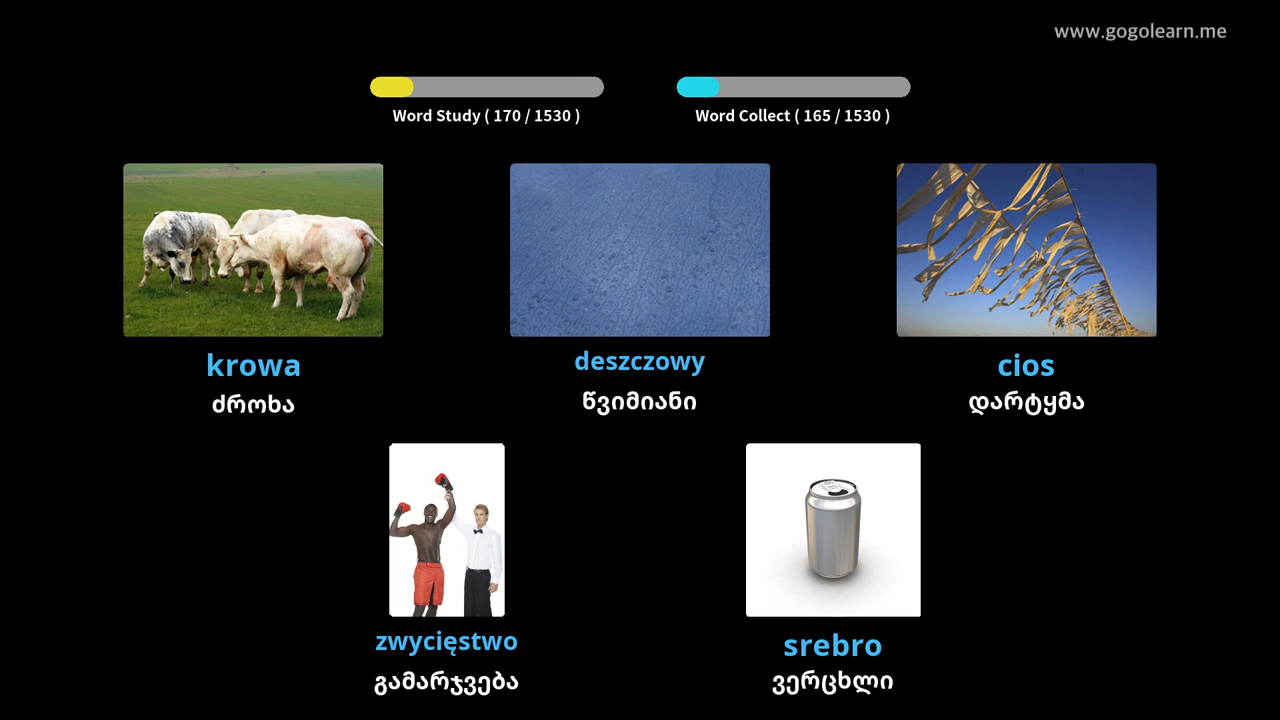 www.gogolearn.me
Word Study ( 170 / 1530 )
Word Collect ( 165 / 1530 )
krowa
ძროხა
deszczowy
წვიმიანი
cios
დარტყმა
zwycięstwo
გამარჯვება
srebro
ვერცხლი